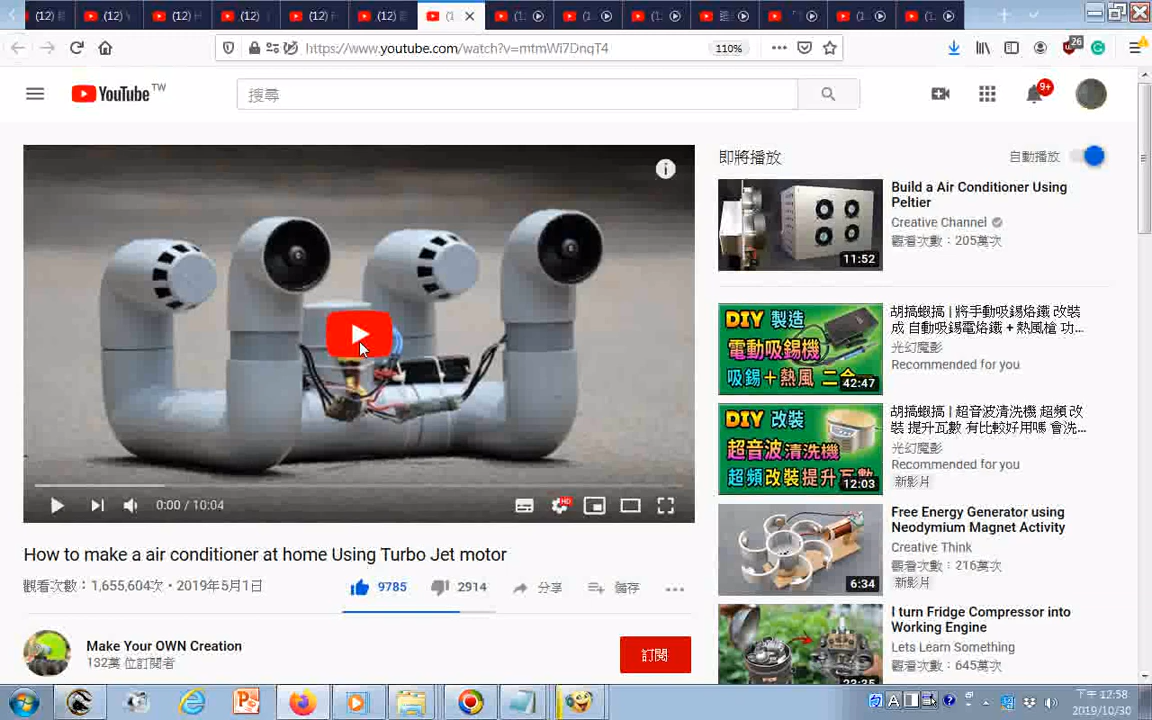 (12)
(12)
(12)
(12)
(12)
(12)
https://www.youtube.com/watch?v=mtmWi7DnqT4
110%
26
YouTube TW
搜尋
9+
即將播放
自動播放
Build a Air Conditioner Using
Peltier
Creative Channel
觀看次數：205萬次
11:52
DIY 製造
電動吸錫機
吸錫+熱風 二合
42:47
胡搞蝦搞 | 將手動吸錫烙鐵 改裝
成 自動吸錫電烙鐵 + 熱風槍 功...
光幻魔影
Recommended for you
DIY 改裝
超音波清洗機
超頻改裝提升瓦數
12:03
胡搞蝦搞 | 超音波清洗機 超頻 改
裝 提升瓦數 有比較好用嗎 會洗...
光幻魔影
Recommended for you
新影片
6:34
Free Energy Generator using
Neodymium Magnet Activity
Creative Think
觀看次數：216萬次
新影片
I turn Fridge Compressor into
Working Engine
Lets Learn Something
觀看次數：645萬次
23:35
0:00 / 10:04
HD
How to make a air conditioner at home Using Turbo Jet motor
觀看次數：1,655,604次・2019年5月1日
9785
2914
分享
儲存
Make Your OWN Creation
132萬 位訂閱者
訂閱
下午 12:58
2019/10/30